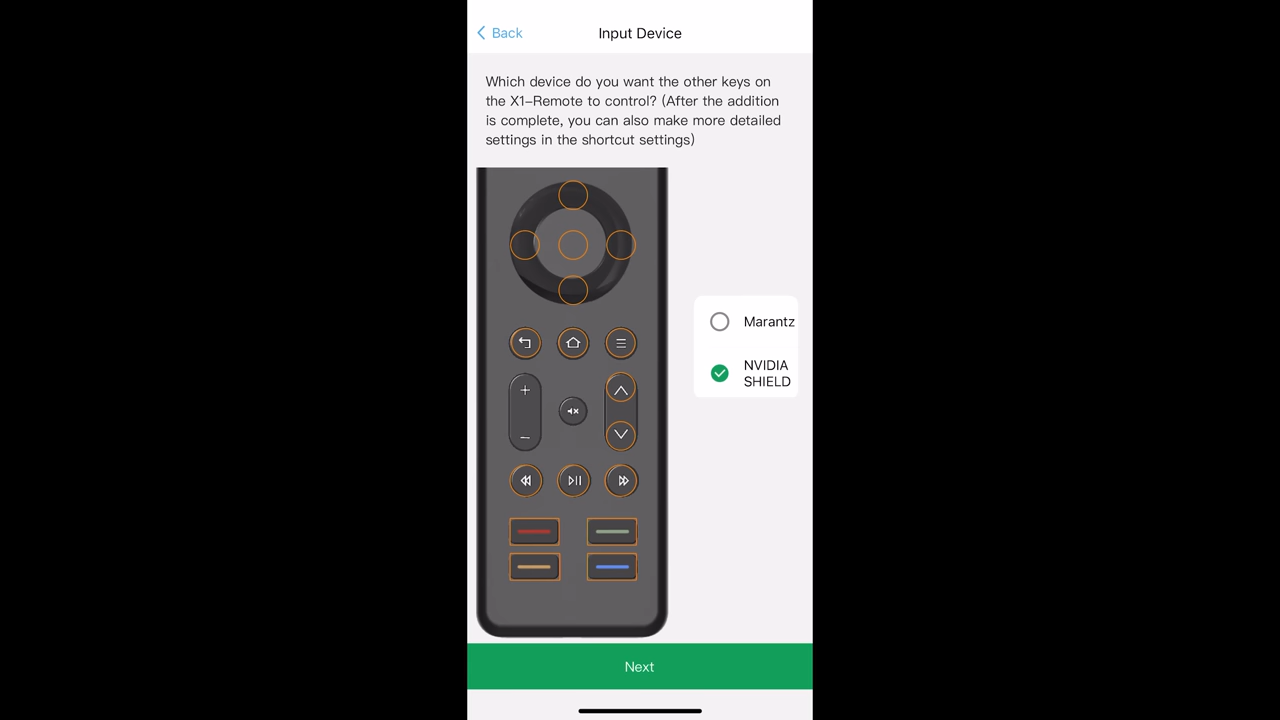 Back
Input Device
Which device do you want the other keys on
the X1-Remote to control? (After the addition
is complete, you can also make more detailed
settings in the shortcut settings)
Marantz
NVIDIA
SHIELD
Next